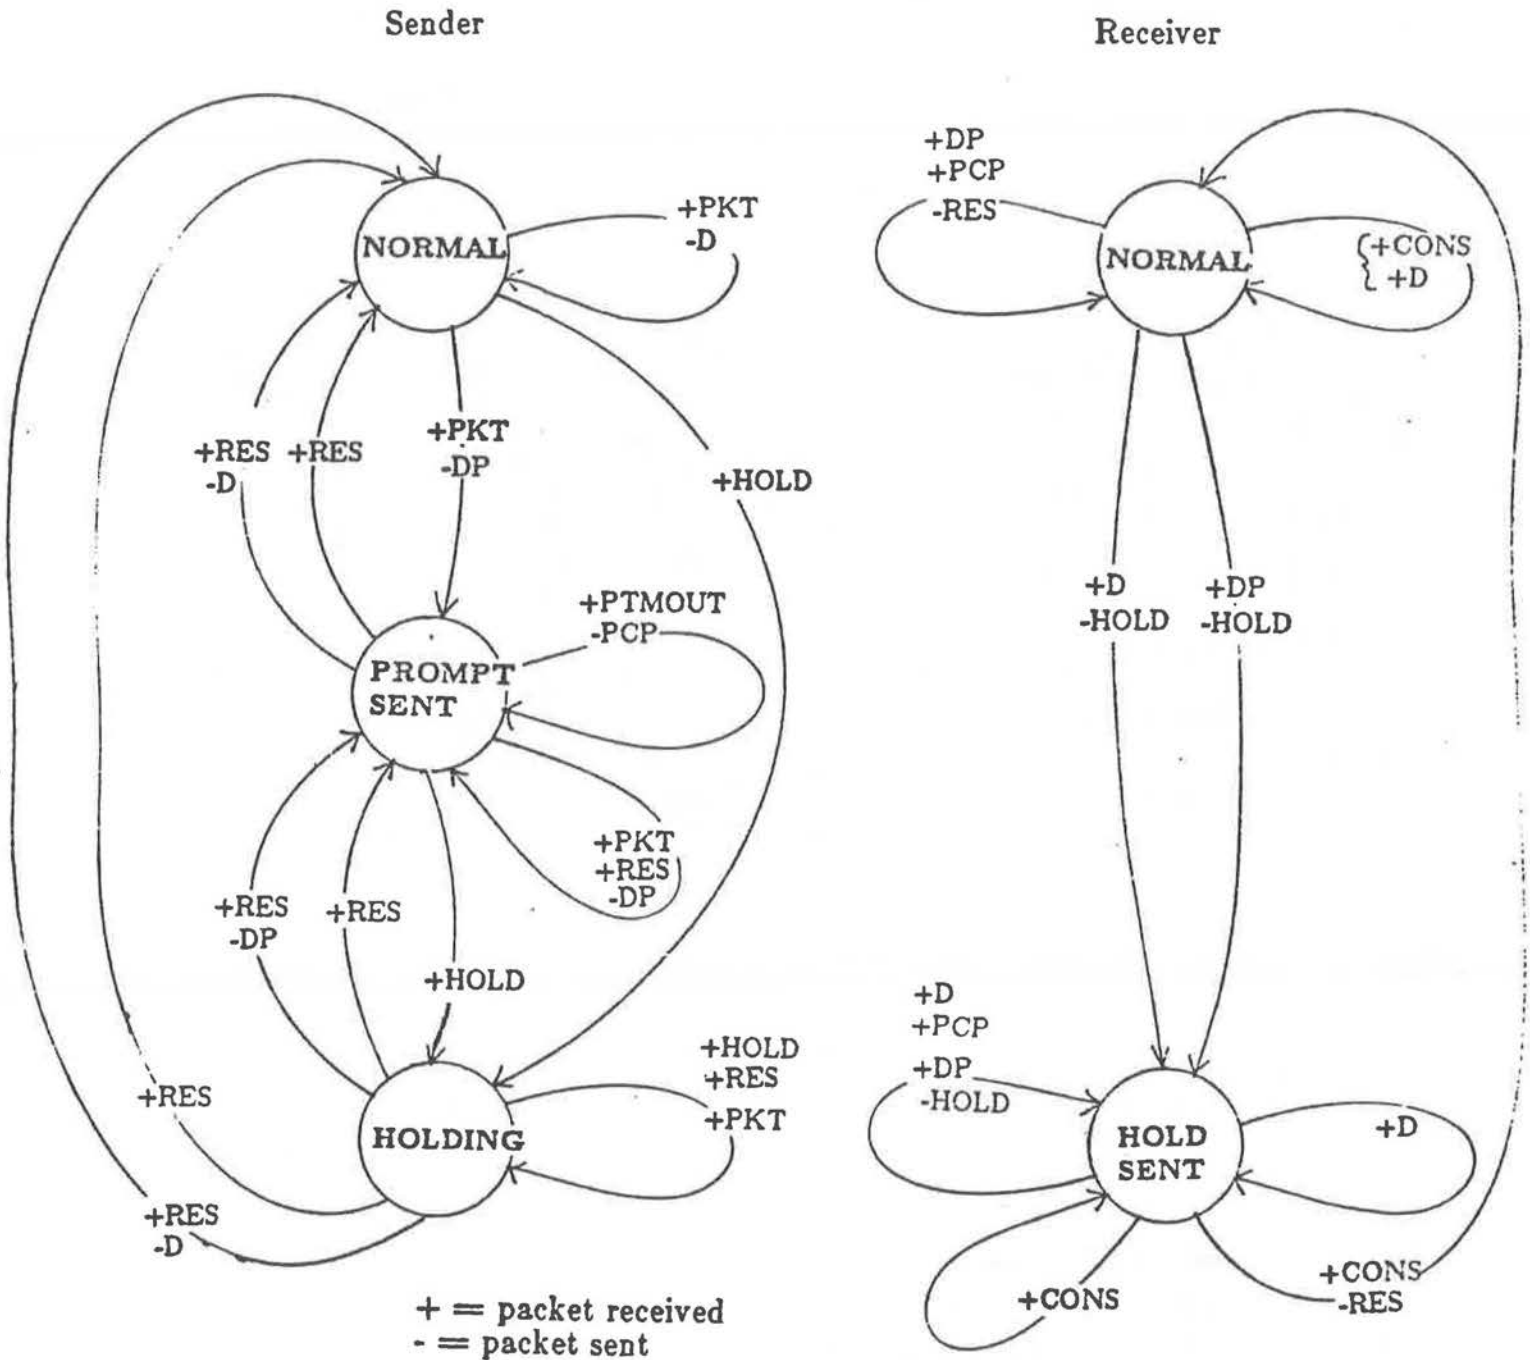 Sender
NORMAL
+PKT
-D
+RES
-D
+RES
+PKT
-DP
+HOLD
+PTMOUT
-PCP
PROMPT
SENT
+PKT
+RES
-DP
+RES
-DP
+RES
+HOLD
+HOLD
+RES
+PKT
+RES
HOLDING
+RES
-D
+ = packet received
- = packet sent
Receiver
+DP
+PCP
-RES
NORMAL
+CONS
+D
+D
-HOLD
+DP
-HOLD
+D
+PCP
+DP
-HOLD
HOLD
SENT
+D
+CONS
+CONS
-RES